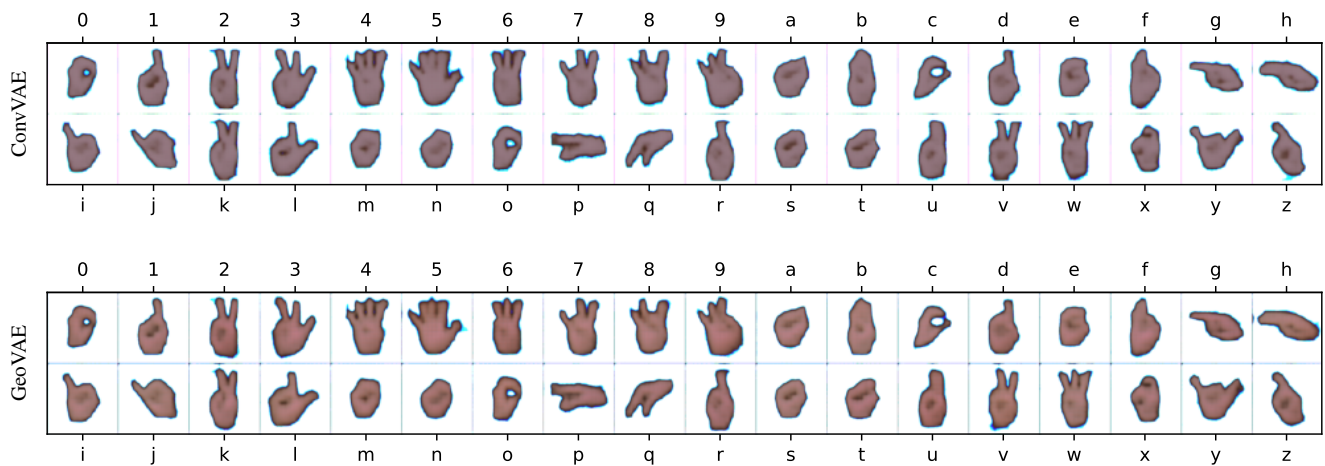 0 1 2 3 4 5 6 7 8 9 a b c d e f g h
ConvVAE
i j k l m n o p q r s t u v w x y z
0 1 2 3 4 5 6 7 8 9 a b c d e f g h
GeoVAE
i j k l m n o p q r s t u v w x y z